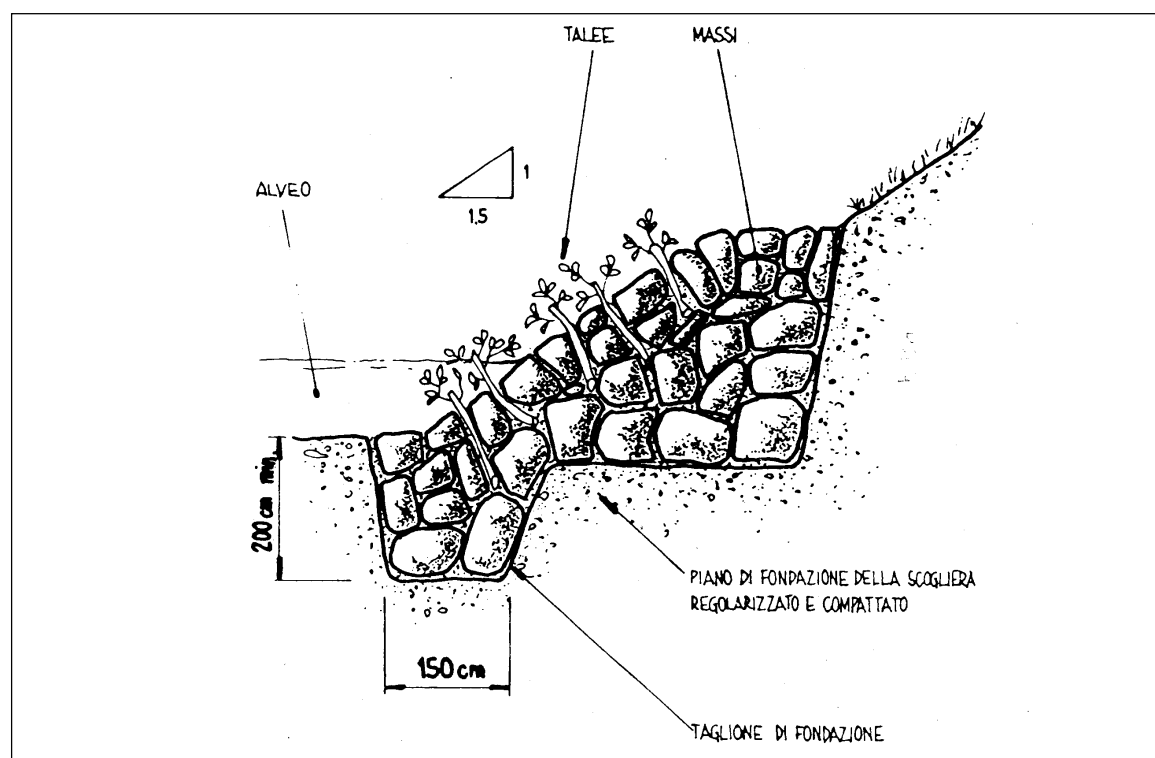 TALEE
MASSI
ALVEO
1
1.5
200 cm min.
150 cm
PIANO DI FONDAZIONE DELLA SCOGLIERA
REGOLARIZZATO E COMPATTATO
TAGLIONE DI FONDAZIONE